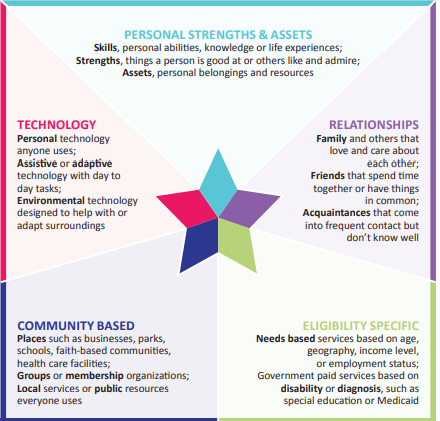 PERSONAL STRENGTHS & ASSETS
Skills, personal abilities, knowledge or life experiences;
Strengths, things a person is good at or others like and admire;
Assets, personal belongings and resources
TECHNOLOGY
Personal technology
anyone uses;
Assistive or adaptive
technology with day to
day tasks;
Environmental technology
designed to help with or
adapt surroundings
RELATIONSHIPS
Family and others that
love and care about
each other;
Friends that spend time
together or have things
in common;
Acquaintances that come
into frequent contact but
don't know well
COMMUNITY BASED
Places such as businesses, parks,
schools, faith-based communities,
health care facilities;
Groups or membership organizations;
Local services or public resources
everyone uses
ELIGIBILITY SPECIFIC
Needs based services based on age,
geography, income level,
or employment status;
Government paid services based on
disability or diagnosis, such as
special education or Medicaid